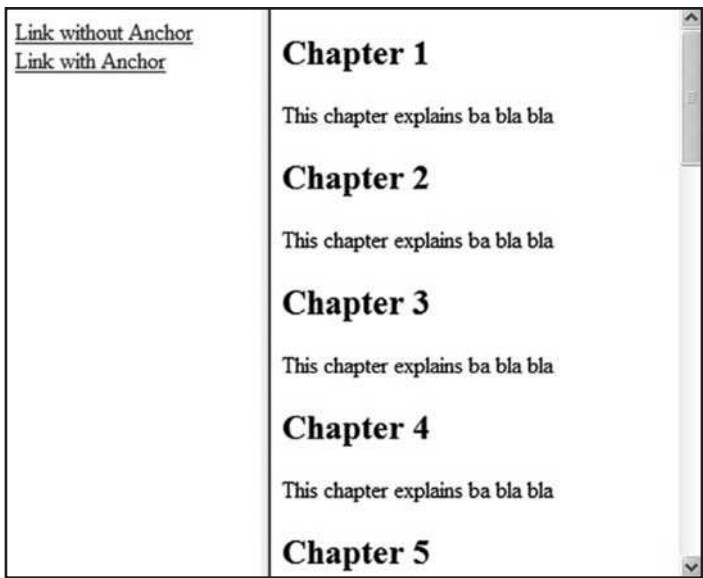 Link without Anchor
Link with Anchor
Chapter 1
This chapter explains ba bla bla
Chapter 2
This chapter explains ba bla bla
Chapter 3
This chapter explains ba bla bla
Chapter 4
This chapter explains ba bla bla
Chapter 5